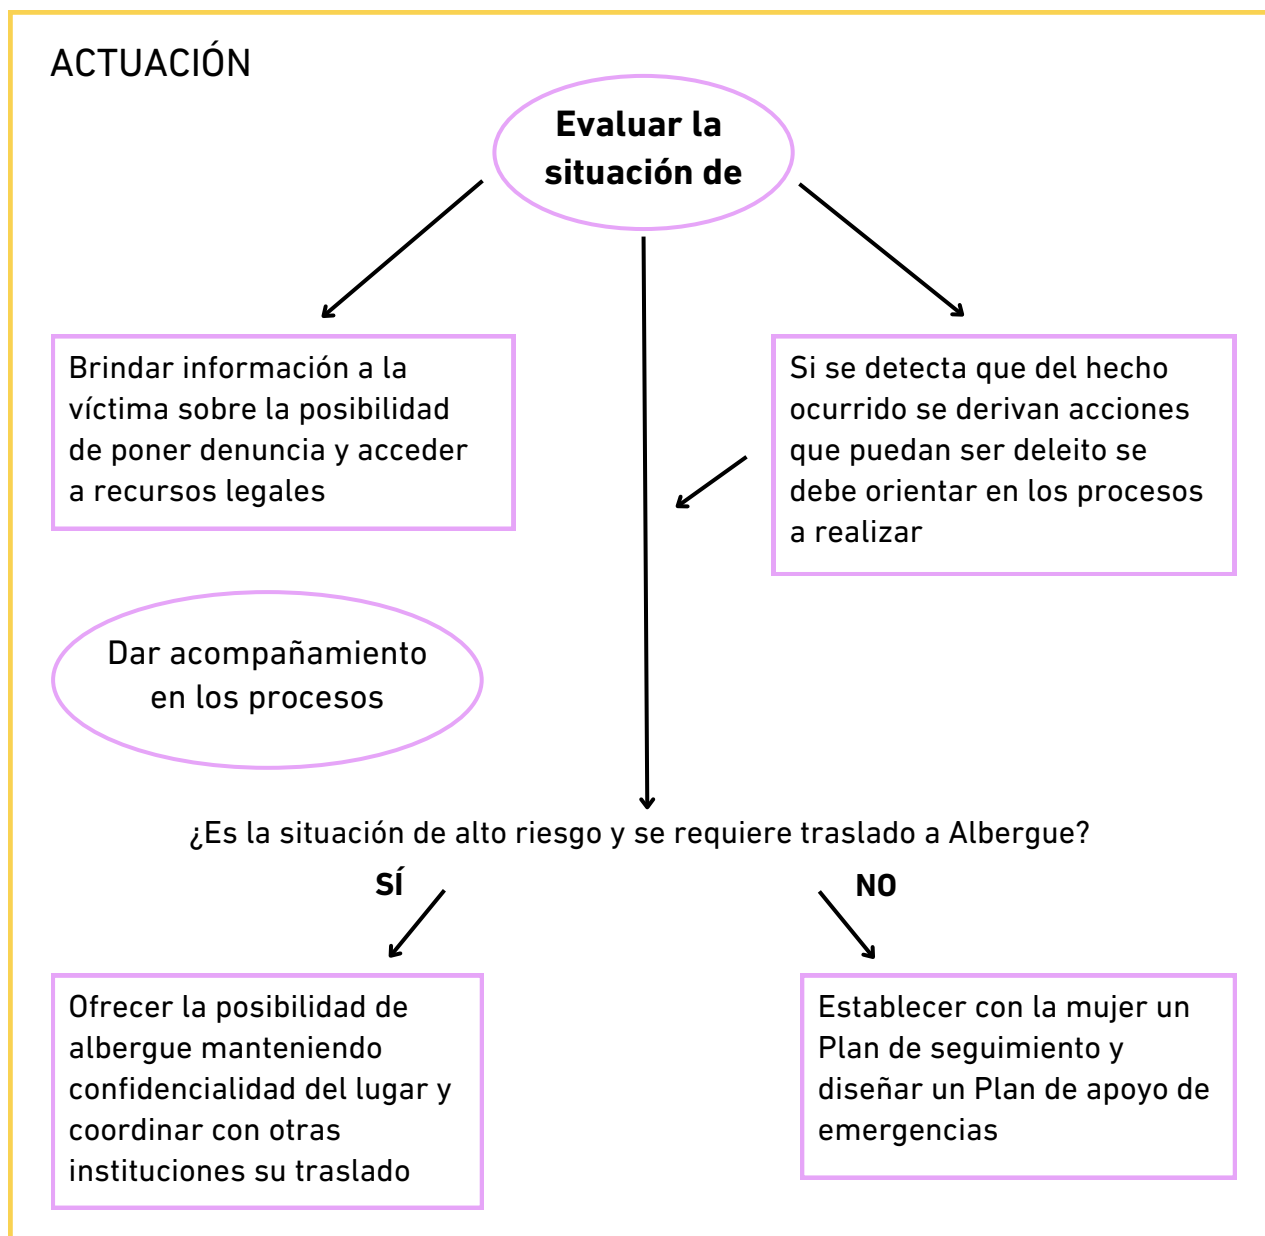 ACTUACIÓN
Evaluar la
situación de
Brindar información a la
víctima sobre la posibilidad
de poner denuncia y acceder
a recursos legales
Si se detecta que del hecho
ocurrido se derivan acciones
que puedan ser deleito se
debe orientar en los procesos
a realizar
Dar acompañamiento
en los procesos
¿Es la situación de alto riesgo y se requiere traslado a Albergue?
SÍ
NO
Ofrecer la posibilidad de
albergue manteniendo
confidencialidad del lugar y
coordinar con otras
instituciones su traslado
Establecer con la mujer un
Plan de seguimiento y
diseñar un Plan de apoyo de
emergencias